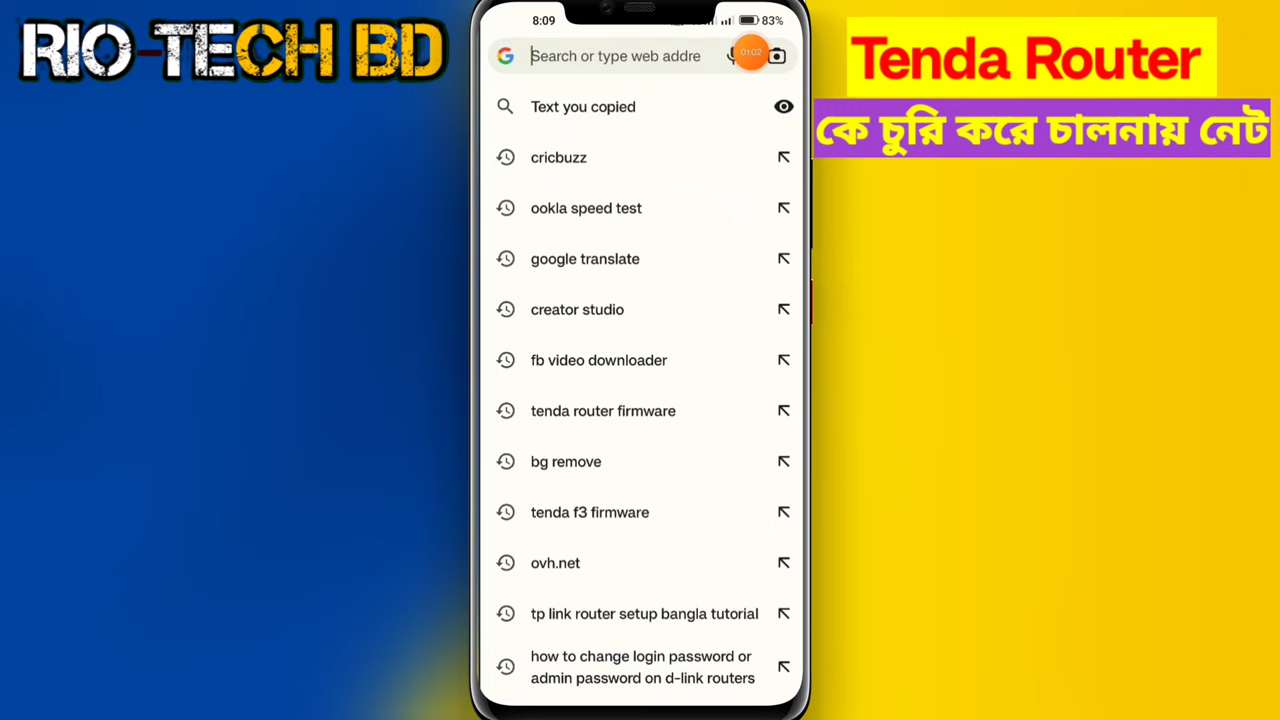 RIO-TECH BD
Tenda Router
কে চুরি করে চালনায় নেট
8:09
83%
Search or type web addre
01:02
Text you copied
cricbuzz
ookla speed test
google translate
creator studio
fb video downloader
tenda router firmware
bg remove
tenda f3 firmware
ovh.net
tp link router setup bangla tutorial
how to change login password or
admin password on d-link routers